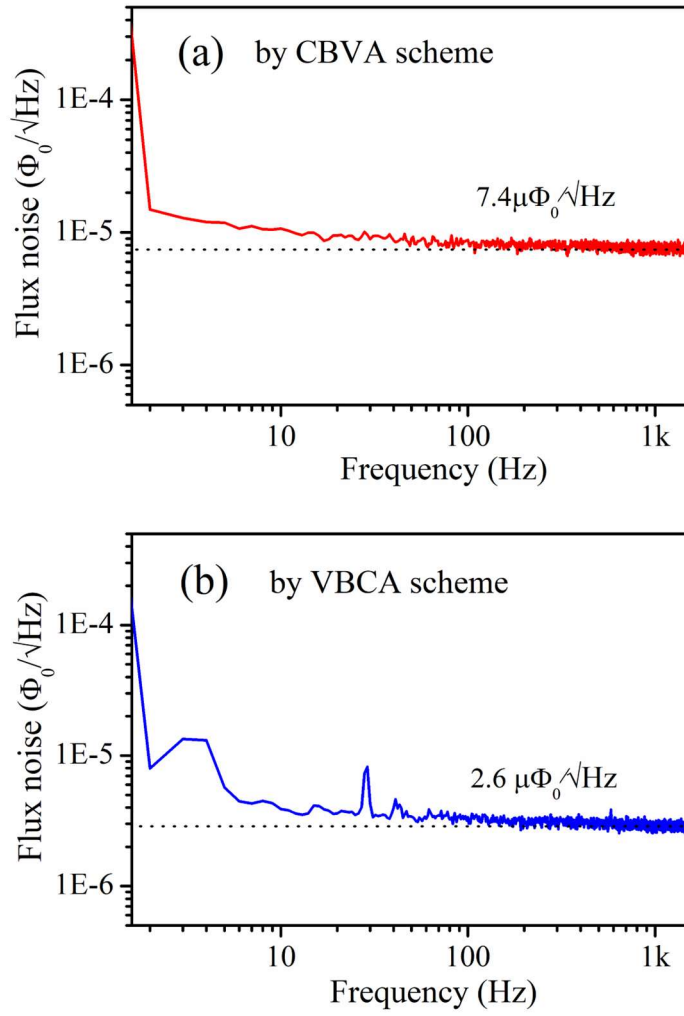 (a) by CBVA scheme
Flux noise (Φ₀/√Hz)
1E-4
7.4μΦ₀/√Hz
1E-5
1E-6
10 100 1k
Frequency (Hz)
(b) by VBCA scheme
Flux noise (Φ₀/√Hz)
1E-4
1E-5
2.6 μΦ₀/√Hz
1E-6
10 100 1k
Frequency (Hz)